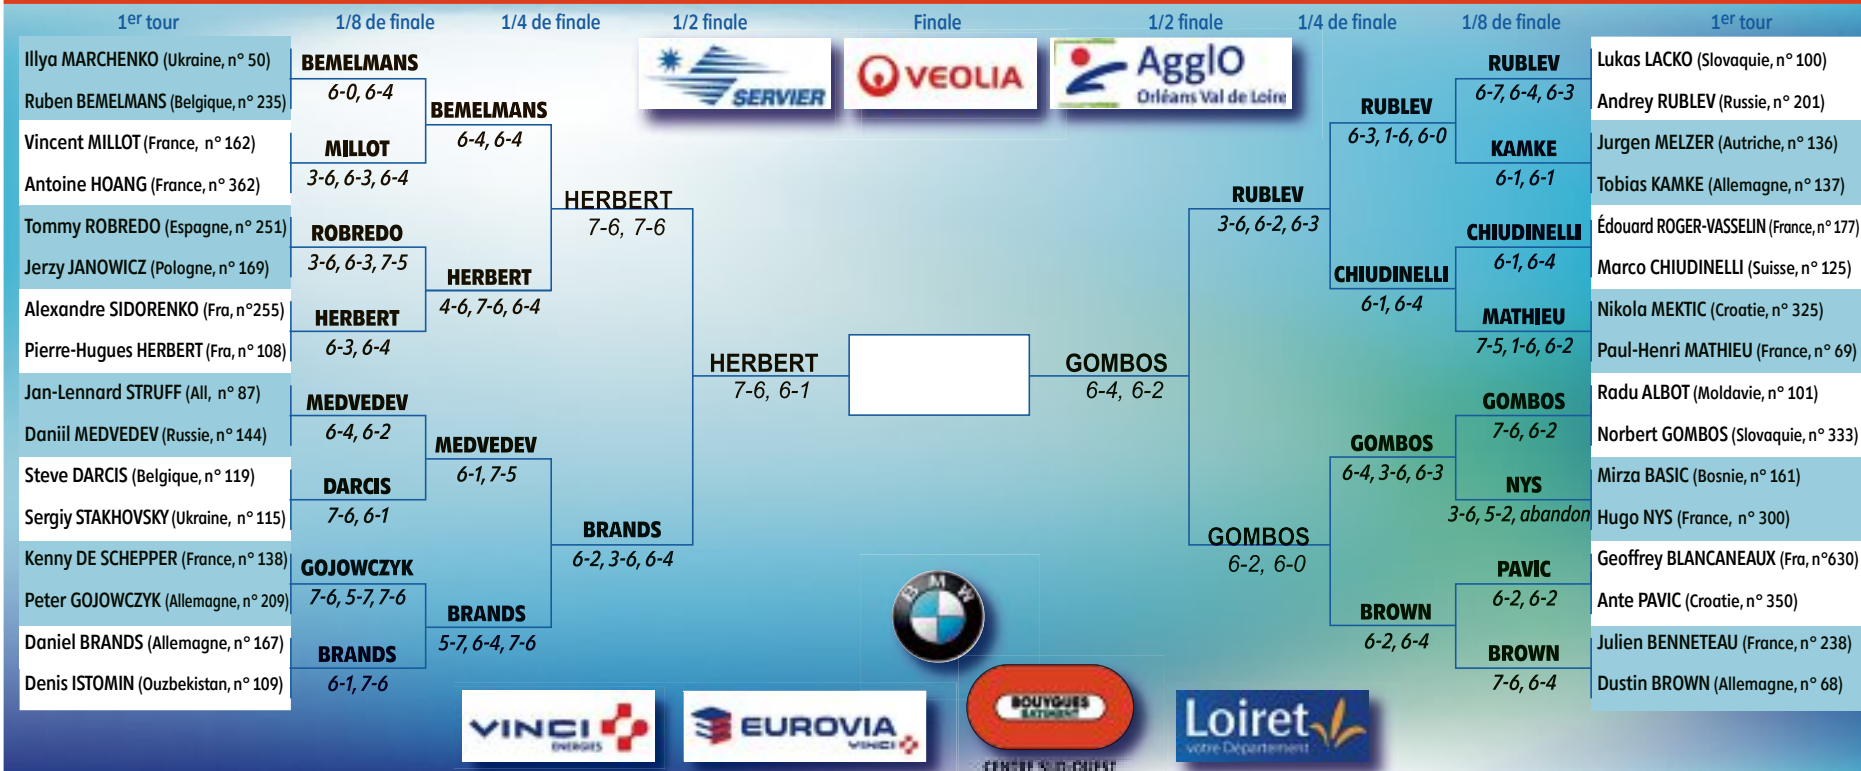 1er tour
1/8 de finale
1/4 de finale
1/2 finale
Finale
1/2 finale
1/4 de finale
1/8 de finale
1er tour
Illya MARCHENKO (Ukraine, n° 50)
Ruben BEMELMANS (Belgique, n° 235)
Vincent MILLOT (France, n° 162)
Antoine HOANG (France, n° 362)
Tommy ROBREDO (Espagne, n° 251)
Jerzy JANOWICZ (Pologne, n° 169)
Alexandre SIDORENKO (Fra, n°255)
Pierre-Hugues HERBERT (Fra, n° 108)
Jan-Lennard STRUFF (All, n° 87)
Daniil MEDVEDEV (Russie, n° 144)
Steve DARCIS (Belgique, n° 119)
Sergiy STAKHOVSKY (Ukraine, n° 115)
Kenny DE SCHEPPER (France, n° 138)
Peter GOJOWCZYK (Allemagne, n° 209)
Daniel BRANDS (Allemagne, n° 167)
Denis ISTOMIN (Ouzbekistan, n° 109)
BEMELMANS
6-0, 6-4
MILLOT
3-6, 6-3, 6-4
ROBREDO
3-6, 6-3, 7-5
HERBERT
6-3, 6-4
MEDVEDEV
6-4, 6-2
DARCIS
7-6, 6-1
GOJOWCZYK
7-6, 5-7, 7-6
BRANDS
6-1, 7-6
BEMELMANS
6-4, 6-4
HERBERT
4-6, 7-6, 6-4
MEDVEDEV
6-1, 7-5
BRANDS
5-7, 6-4, 7-6
HERBERT
7-6, 7-6
BRANDS
6-2, 3-6, 6-4
HERBERT
7-6, 6-1
SERVIER
VEOLIA
AgglO
Orléans Val de Loire
GOMBOS
6-4, 6-2
RUBLEV
3-6, 6-2, 6-3
GOMBOS
6-2, 6-0
RUBLEV
6-3, 1-6, 6-0
CHIUDINELLI
6-1, 6-4
GOMBOS
6-4, 3-6, 6-3
BROWN
6-2, 6-4
RUBLEV
6-7, 6-4, 6-3
KAMKE
6-1, 6-1
CHIUDINELLI
6-1, 6-4
MATHIEU
7-5, 1-6, 6-2
GOMBOS
7-6, 6-2
NYS
3-6, 5-2, abandon
PAVIC
6-2, 6-2
BROWN
7-6, 6-4
Lukas LACKO (Slovaquie, n° 100)
Andrey RUBLEV (Russie, n° 201)
Jurgen MELZER (Autriche, n° 136)
Tobias KAMKE (Allemagne, n° 137)
Édouard ROGER-VASSELIN (France, n° 177)
Marco CHIUDINELLI (Suisse, n° 125)
Nikola MEKTIC (Croatie, n° 325)
Paul-Henri MATHIEU (France, n° 69)
Radu ALBOT (Moldavie, n° 101)
Norbert GOMBOS (Slovaquie, n° 333)
Mirza BASIC (Bosnie, n° 161)
Hugo NYS (France, n° 300)
Geoffrey BLANCANEAUX (Fra, n°630)
Ante PAVIC (Croatie, n° 350)
Julien BENNETEAU (France, n° 238)
Dustin BROWN (Allemagne, n° 68)
BMW
VINCI
ENERGIES
EUROVIA
VINCI
BOUYGUES
BATIMENT
CENTRE SUD-OUEST
Loiret
votre Département